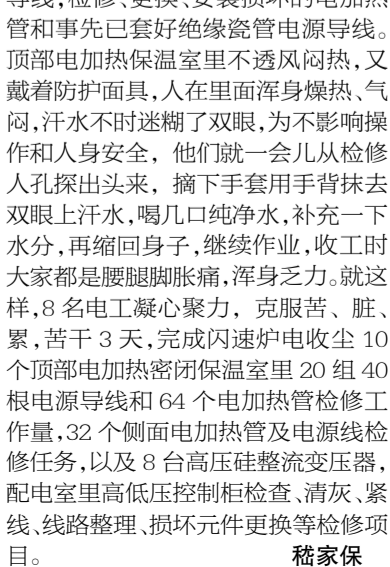 导线，检修、更换、安装损坏的电加热
管和事先已套好绝缘瓷管电源导线。
顶部电加热保温室里不透风闷热，又
戴着防护面具，人在里面浑身燥热、气
闷，汗水不时迷糊了双眼，为不影响操
作和人身安全，他们就一会儿从检修
人孔探出头来，摘下手套用手背抹去
双眼上汗水，喝几口纯净水，补充一下
水分，再缩回身子，继续作业，收工时
大家都是腰腿脚胀痛，浑身乏力。就这
样，8 名电工凝心聚力，克服苦、脏、
累，苦干 3 天，完成闪速炉电收尘 10
个顶部电加热密闭保温室里 20 组 40
根电源导线和 64 个电加热管检修工
作量，32 个侧面电加热管及电源线检
修任务，以及 8 台高压硅整流变压器，
配电室里高低压控制柜检查、清灰、紧
线、线路整理、损坏元件更换等检修项
目。 嵇家保